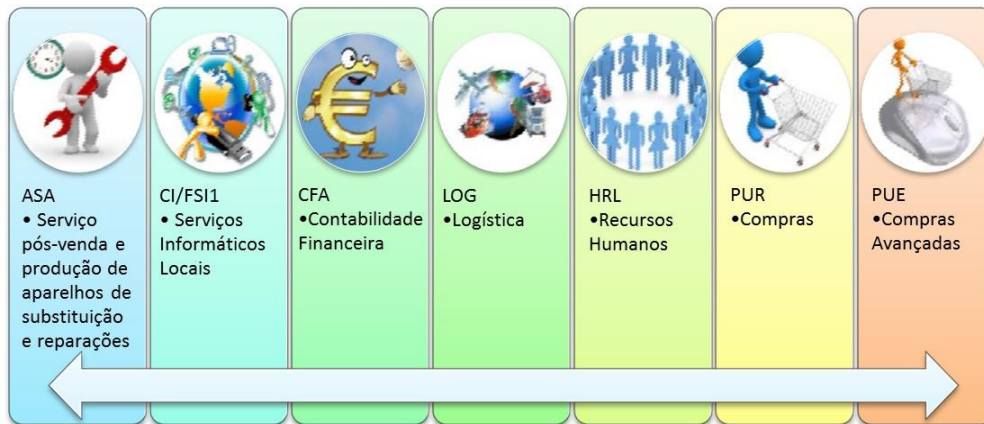 ASA
• Serviço
pós-venda e
produção de
aparelhos de
substituição
e reparações
CI/FSI1
• Serviços
Informáticos
Locais
CFA
•Contabilidade
Financeira
LOG
•Logística
HRL
•Recursos
Humanos
PUR
•Compras
PUE
•Compras
Avançadas